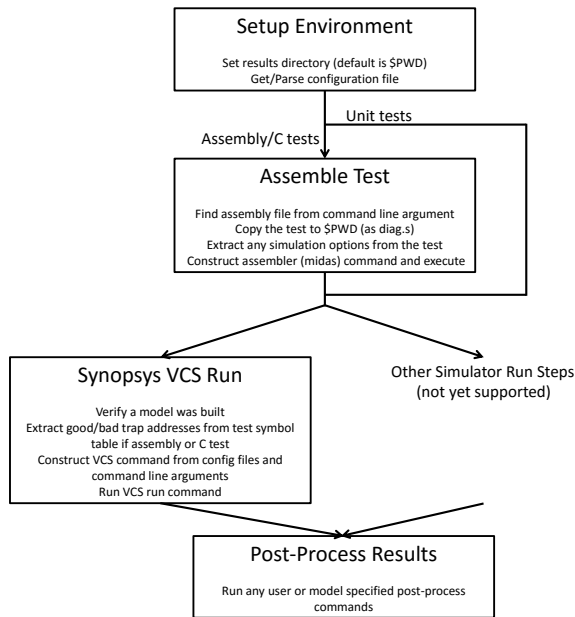 Setup Environment
Set results directory (default is $PWD)
Get/Parse configuration file
Unit tests
Assembly/C tests
Assemble Test
Find assembly file from command line argument
Copy the test to $PWD (as diag.s)
Extract any simulation options from the test
Construct assembler (midas) command and execute
Synopsys VCS Run
Verify a model was built
Extract good/bad trap addresses from test symbol
table if assembly or C test
Construct VCS command from config files and
command line arguments
Run VCS run command
Other Simulator Run Steps
(not yet supported)
Post-Process Results
Run any user or model specified post-process
commands